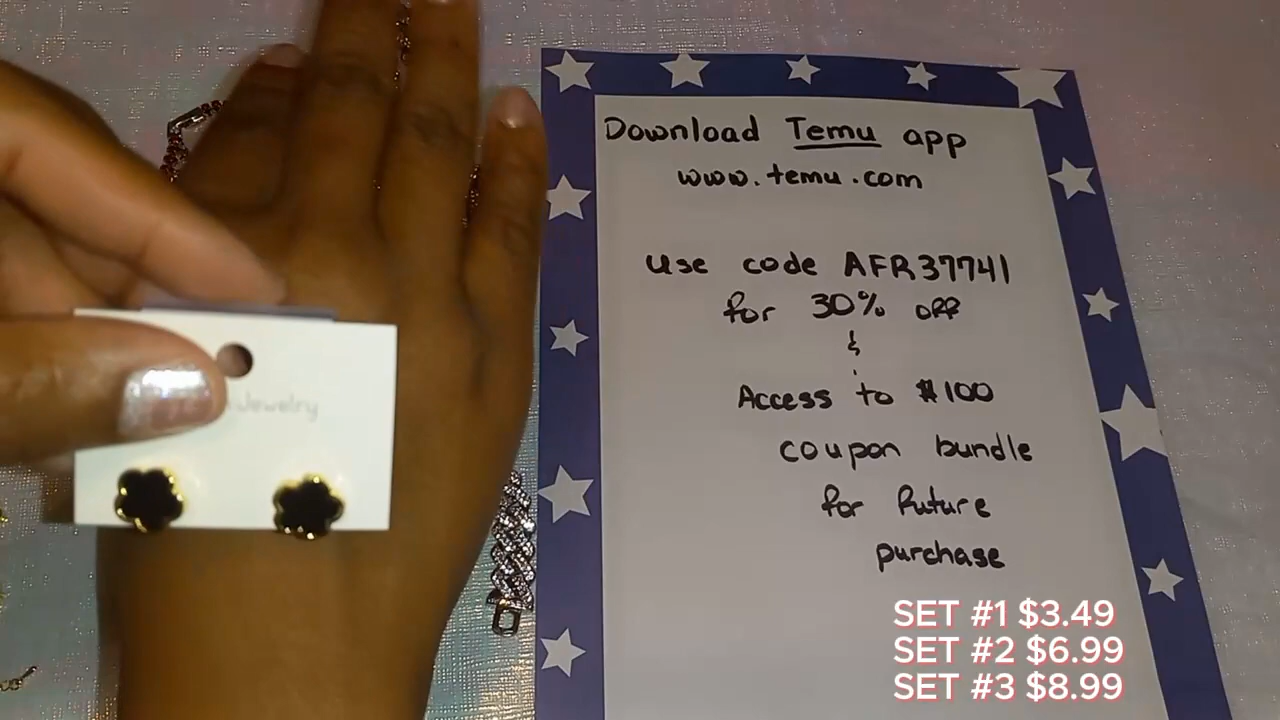 Download Temu app
www.temu.com
use code AFR37741
for 30% off
&
Access to $100
coupon bundle
for future
purchase
Jewelry
SET #1 $3.49
SET #2 $6.99
SET #3 $8.99